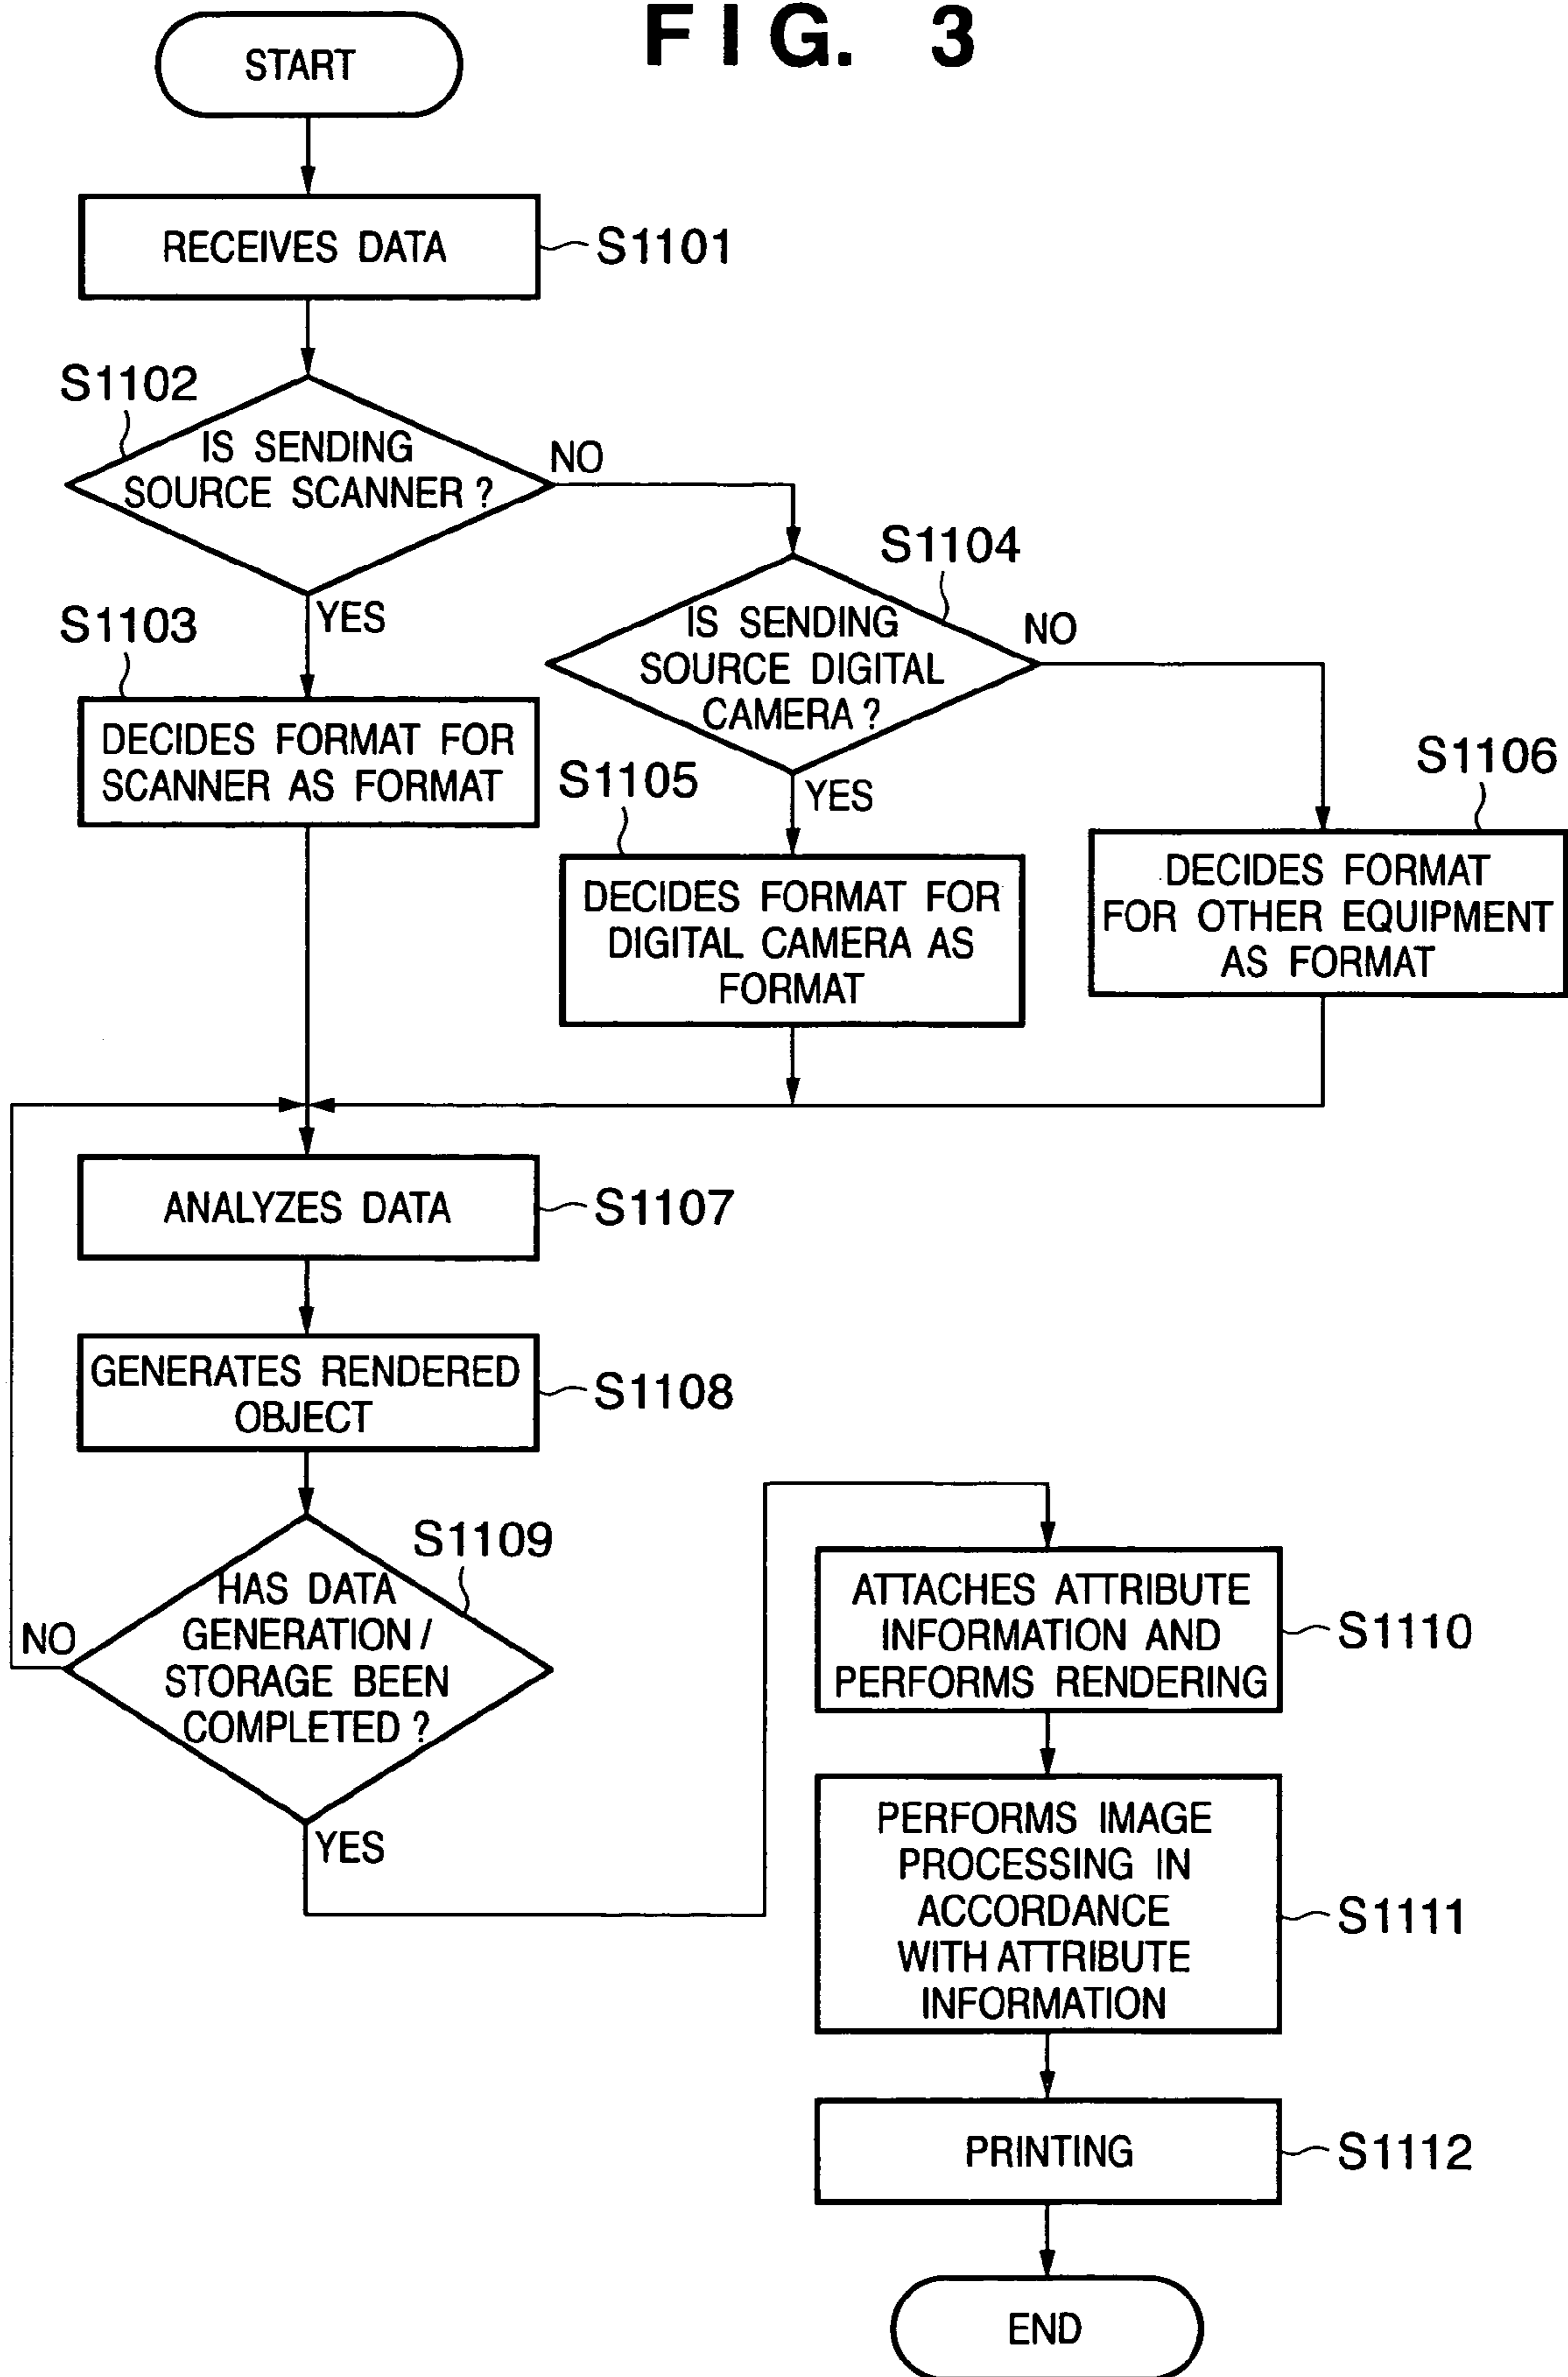 FIG. 3
START
RECEIVES DATA
S1101
S1102
IS SENDING
SOURCE SCANNER ?
NO
YES
S1103
DECIDES FORMAT FOR
SCANNER AS FORMAT
S1104
IS SENDING
SOURCE DIGITAL
CAMERA ?
NO
YES
S1105
DECIDES FORMAT FOR
DIGITAL CAMERA AS
FORMAT
S1106
DECIDES FORMAT
FOR OTHER EQUIPMENT
AS FORMAT
ANALYZES DATA
S1107
GENERATES RENDERED
OBJECT
S1108
S1109
HAS DATA
GENERATION /
STORAGE BEEN
COMPLETED ?
NO
YES
ATTACHES ATTRIBUTE
INFORMATION AND
PERFORMS RENDERING
S1110
PERFORMS IMAGE
PROCESSING IN
ACCORDANCE
WITH ATTRIBUTE
INFORMATION
S1111
PRINTING
S1112
END